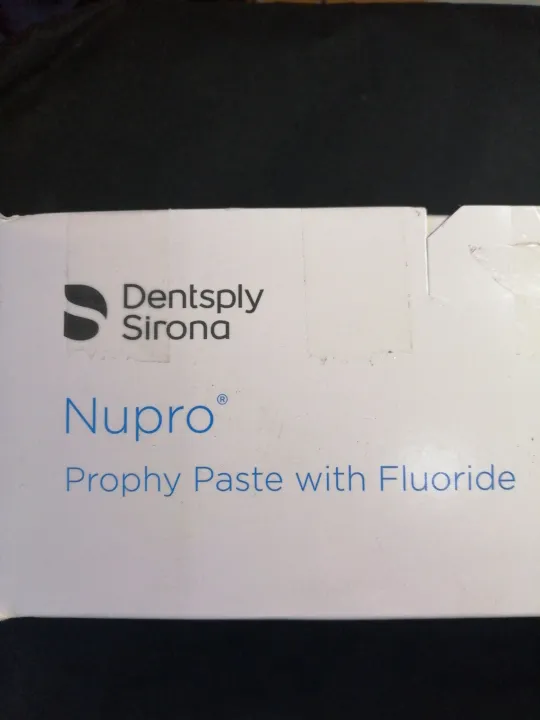 Dentsply
Sirona
Nupro®
Prophy Paste with Fluoride